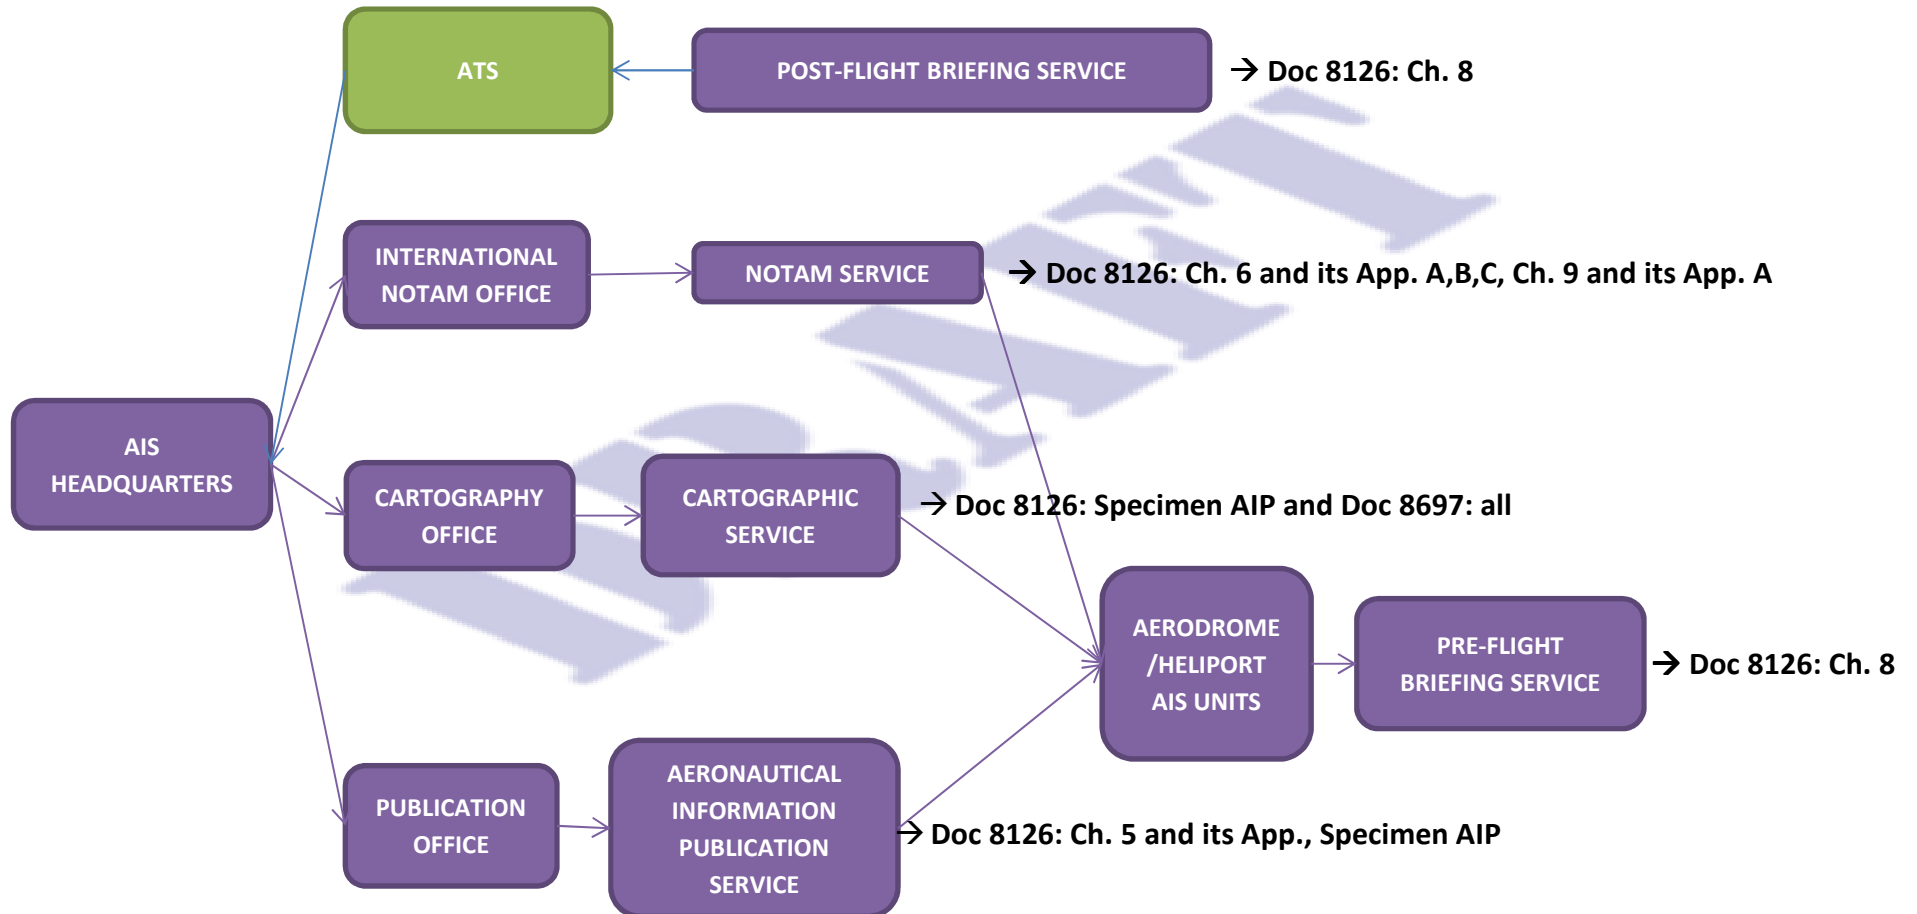 ATS
POST-FLIGHT BRIEFING SERVICE
→ Doc 8126: Ch. 8
INTERNATIONAL
NOTAM OFFICE
NOTAM SERVICE
→ Doc 8126: Ch. 6 and its App. A,B,C, Ch. 9 and its App. A
AIS
HEADQUARTERS
CARTOGRAPHY
OFFICE
CARTOGRAPHIC
SERVICE
→ Doc 8126: Specimen AIP and Doc 8697: all
AERODROME
/HELIPORT
AIS UNITS
PRE-FLIGHT
BRIEFING SERVICE
→ Doc 8126: Ch. 8
PUBLICATION
OFFICE
AERONAUTICAL
INFORMATION
PUBLICATION
SERVICE
→ Doc 8126: Ch. 5 and its App., Specimen AIP